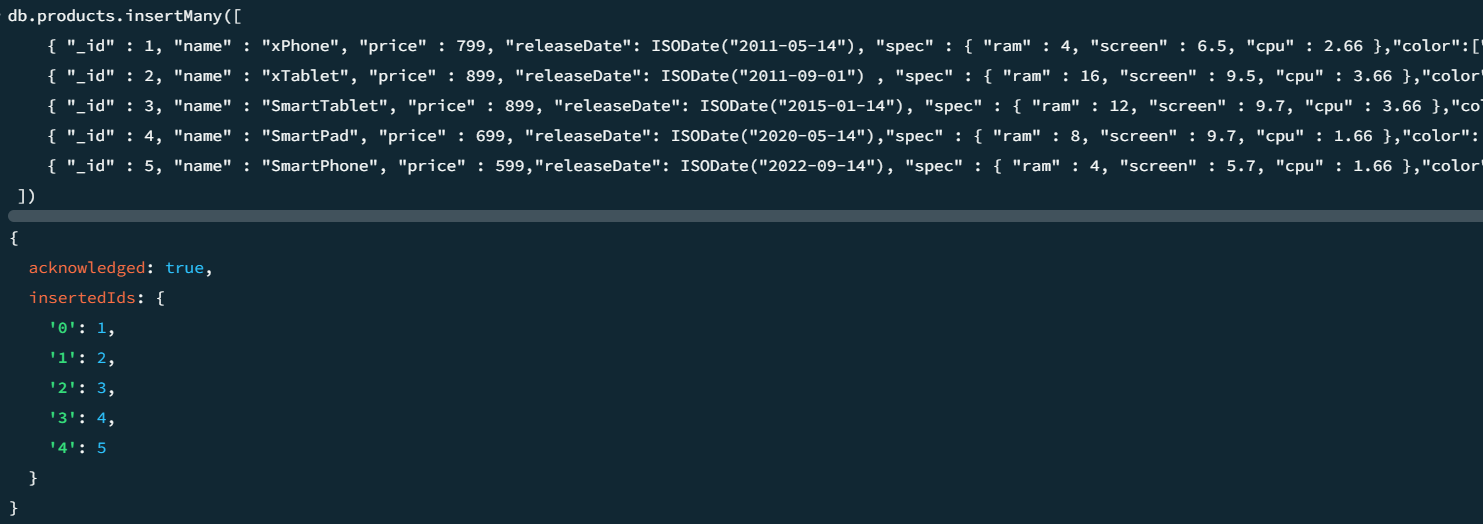 db.products.insertMany([
    { "_id" : 1, "name" : "xPhone", "price" : 799, "releaseDate": ISODate("2011-05-14"), "spec" : { "ram" : 4, "screen" : 6.5, "cpu" : 2.66 },"color":["
    { "_id" : 2, "name" : "xTablet", "price" : 899, "releaseDate": ISODate("2011-09-01") , "spec" : { "ram" : 16, "screen" : 9.5, "cpu" : 3.66 },"color"
    { "_id" : 3, "name" : "SmartTablet", "price" : 899, "releaseDate": ISODate("2015-01-14"), "spec" : { "ram" : 12, "screen" : 9.7, "cpu" : 3.66 },"co
    { "_id" : 4, "name" : "SmartPad", "price" : 699, "releaseDate": ISODate("2020-05-14"),"spec" : { "ram" : 8, "screen" : 9.7, "cpu" : 1.66 },"color":
    { "_id" : 5, "name" : "SmartPhone", "price" : 599,"releaseDate": ISODate("2022-09-14"), "spec" : { "ram" : 4, "screen" : 5.7, "cpu" : 1.66 },"color"
 ])
{
  acknowledged: true,
  insertedIds: {
    '0': 1,
    '1': 2,
    '2': 3,
    '3': 4,
    '4': 5
  }
}